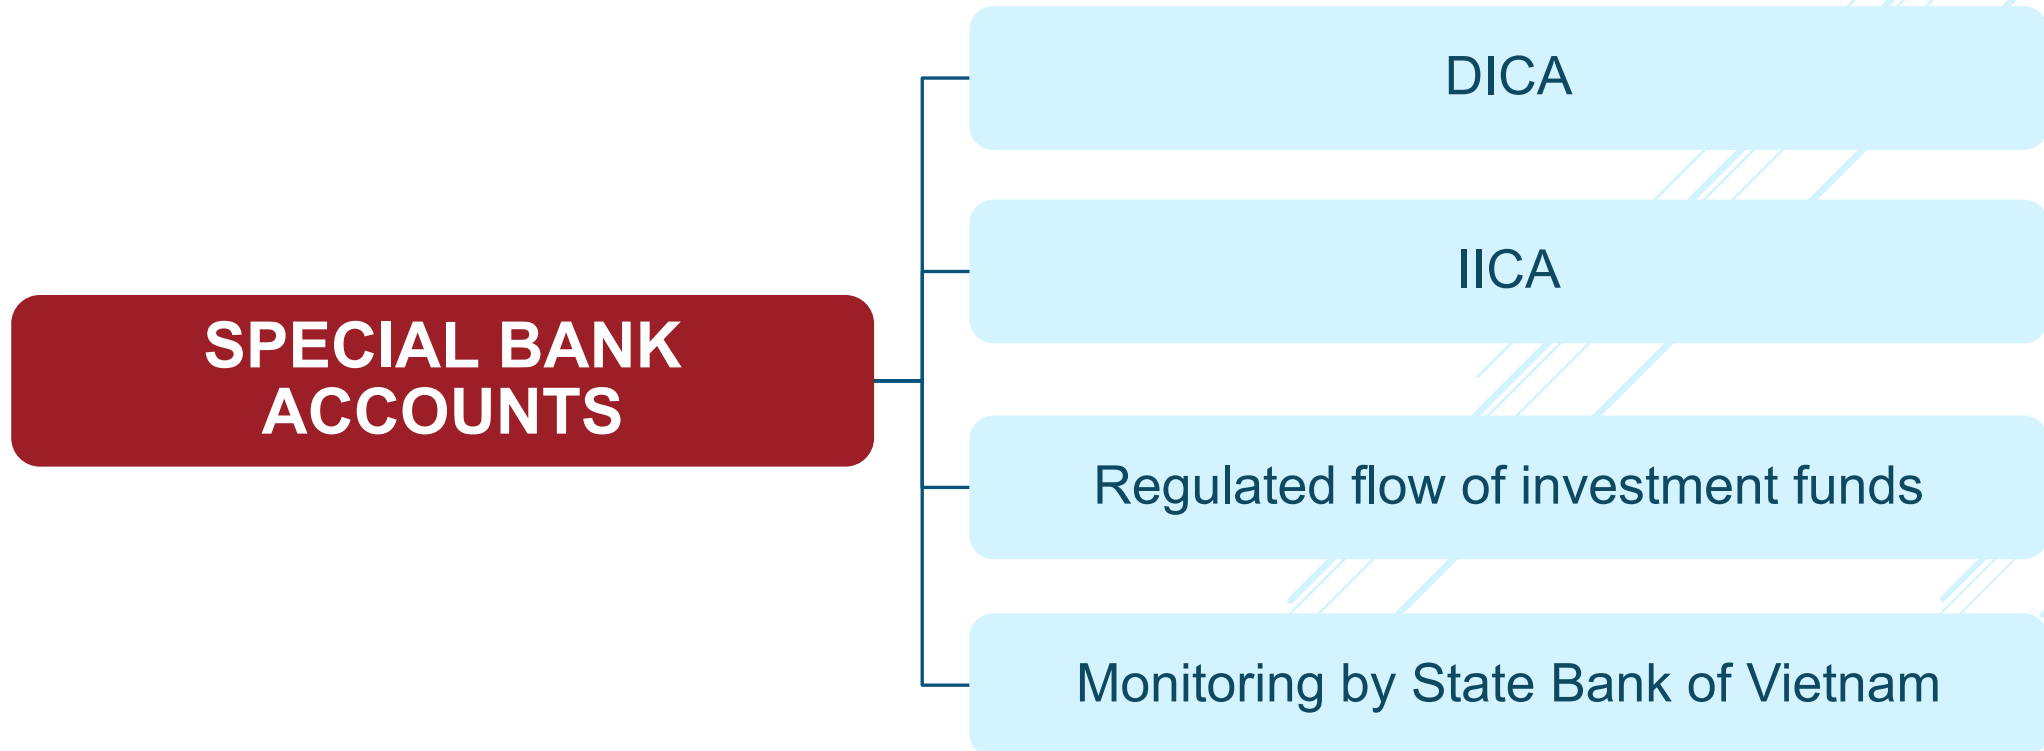 SPECIAL BANK
ACCOUNTS
DICA
IICA
Regulated flow of investment funds
Monitoring by State Bank of Vietnam